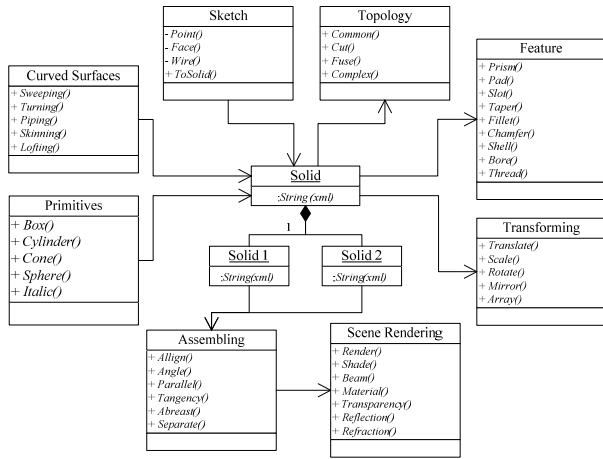 Sketch
- Point()
- Face()
- Wire()
+ ToSolid()
Topology
+ Common()
+ Cut()
+ Fuse()
+ Complex()
Feature
+ Prism()
+ Pad()
+ Slot()
+ Taper()
+ Fillet()
+ Chamfer()
+ Shell()
+ Bore()
+ Thread()
Curved Surfaces
+ Sweeping()
+ Turning()
+ Piping()
+ Skinning()
+ Lofting()
Solid
:String (xml)
1
Primitives
+ Box()
+ Cylinder()
+ Cone()
+ Sphere()
+ Italic()
Solid 1
:String(xml)
Solid 2
:String(xml)
Transforming
+ Translate()
+ Scale()
+ Rotate()
+ Mirror()
+ Array()
Assembling
+ Allign()
+ Angle()
+ Parallel()
+ Tangency()
+ Abreast()
+ Separate()
Scene Rendering
+ Render()
+ Shade()
+ Beam()
+ Material()
+ Transparency()
+ Reflection()
+ Refraction()